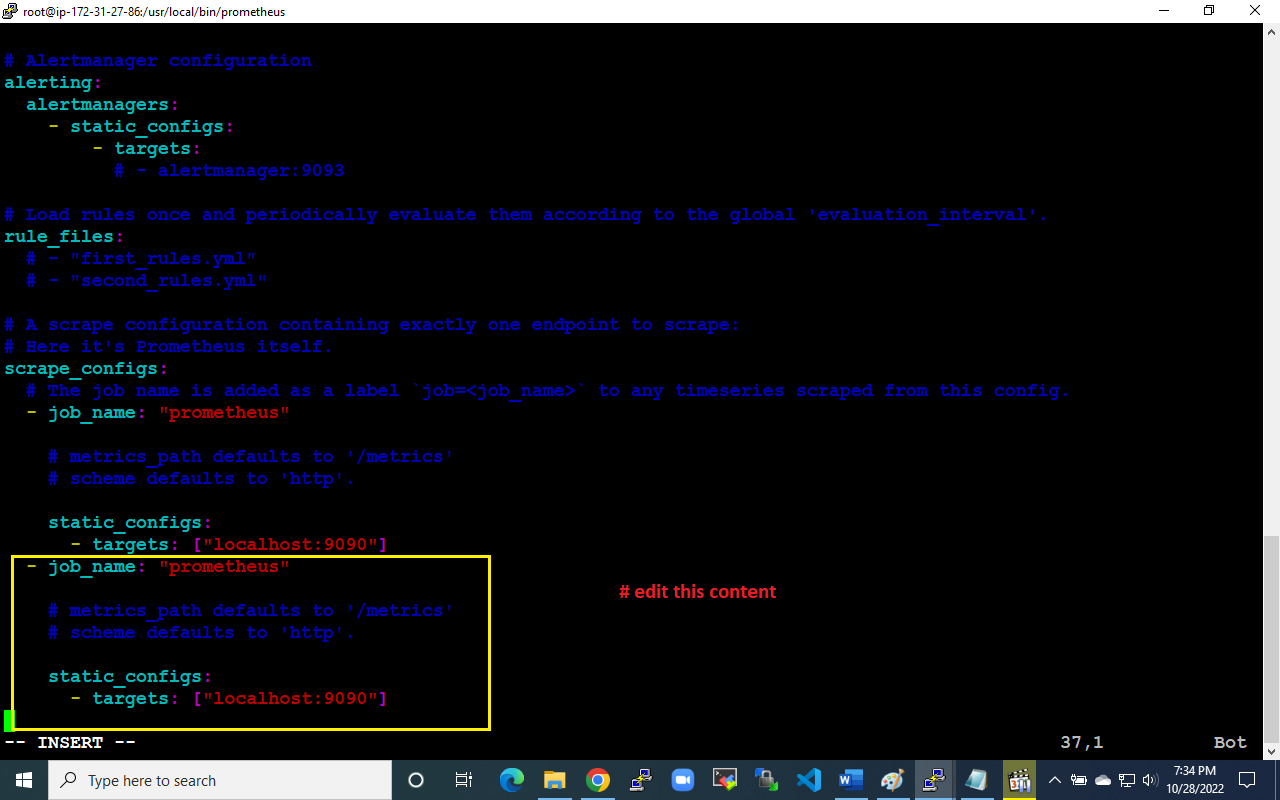 root@ip-172-31-27-86:/usr/local/bin/prometheus
# Alertmanager configuration
alerting:
  alertmanagers:
    - static_configs:
        - targets:
          # - alertmanager:9093
# Load rules once and periodically evaluate them according to the global 'evaluation_interval'.
rule_files:
  # - "first_rules.yml"
  # - "second_rules.yml"
# A scrape configuration containing exactly one endpoint to scrape:
# Here it's Prometheus itself.
scrape_configs:
  # The job name is added as a label `job=<job_name>` to any timeseries scraped from this config.
  - job_name: "prometheus"
    # metrics_path defaults to '/metrics'
    # scheme defaults to 'http'.
    static_configs:
      - targets: ["localhost:9090"]
  - job_name: "prometheus"
# edit this content
    # metrics_path defaults to '/metrics'
    # scheme defaults to 'http'.
    static_configs:
      - targets: ["localhost:9090"]
-- INSERT -- 37,1 Bot
Type here to search
7:34 PM
10/28/2022